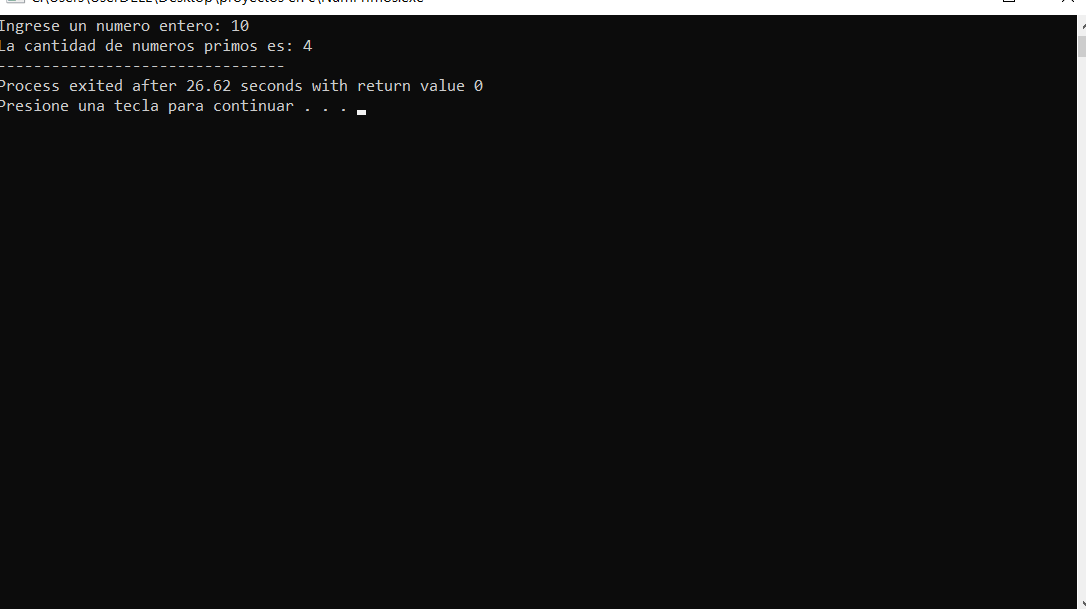 Ingrese un numero entero: 10
La cantidad de numeros primos es: 4
--------------------------------
Process exited after 26.62 seconds with return value 0
Presione una tecla para continuar . . .